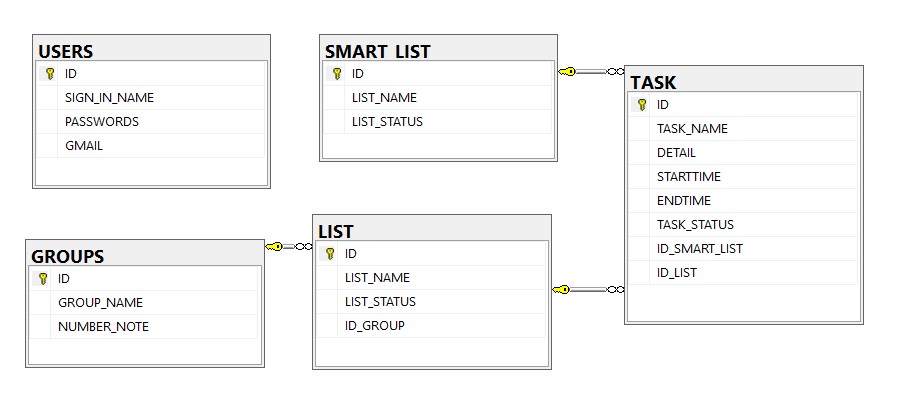 USERS
ID
SIGN_IN_NAME
PASSWORDS
GMAIL
SMART_LIST
ID
LIST_NAME
LIST_STATUS
TASK
ID
TASK_NAME
DETAIL
STARTTIME
ENDTIME
TASK_STATUS
ID_SMART_LIST
ID_LIST
GROUPS
ID
GROUP_NAME
NUMBER_NOTE
LIST
ID
LIST_NAME
LIST_STATUS
ID_GROUP